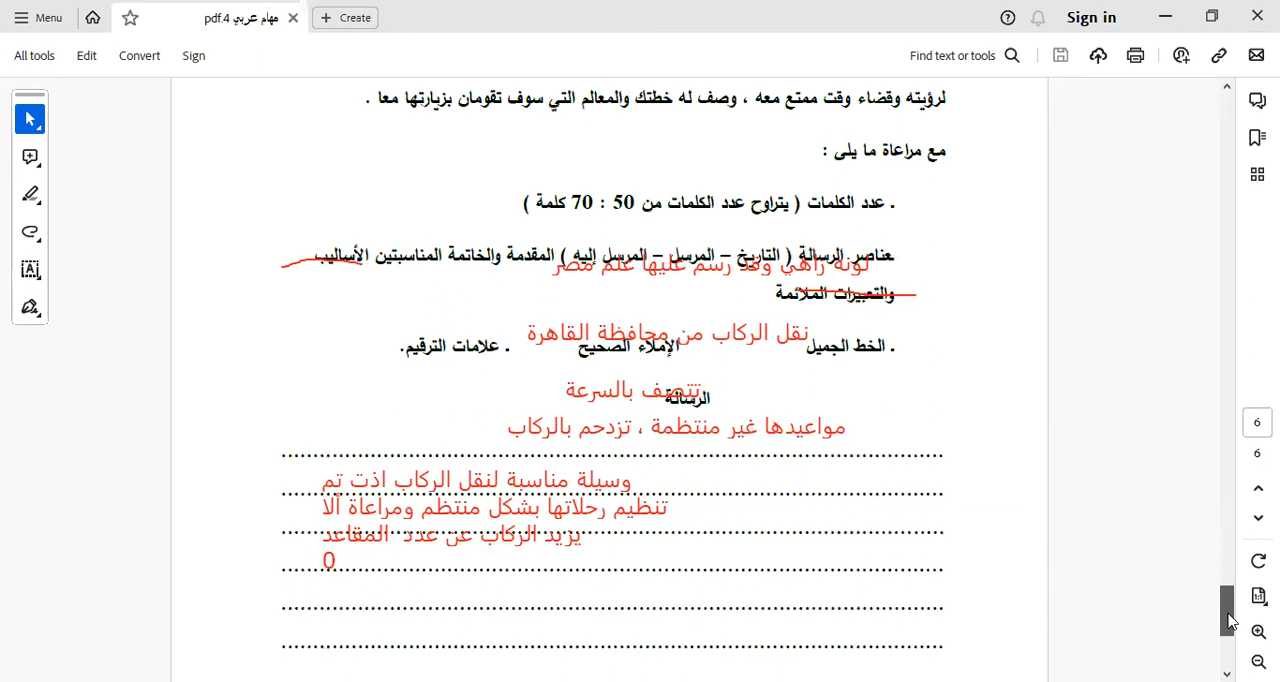 Menu
مهام عربي 4.pdf
Create
Sign in
All tools Edit Convert Sign
Find text or tools
لرؤيته وقضاء وقت ممتع معه ، وصف له خطتك والمعالم التي سوف تقومان بزيارتها معا .
مع مراعاة ما يلى :
. عدد الكلمات ( يتراوح عدد الكلمات من 50 : 70 كلمة )
عناصر الرسالة ( التاريخ – المرسل – المرسل إليه ) المقدمة والخاتمة المناسبتين الأساليب
لونه زاهي وقد رسم عليها علم مصر
والتعبيرات الملائمة
نقل الركاب من محافظة القاهرة
. الخط الجميل الإملاء الصحيح . علامات الترقيم.
تتصف بالسرعة
الرسالة
مواعيدها غير منتظمة ، تزدحم بالركاب
وسيلة مناسبة لنقل الركاب اذت تم
تنظيم رحلاتها بشكل منتظم ومراعاة ألا
يزيد الركاب عن عدد المقاعد
0
6
6